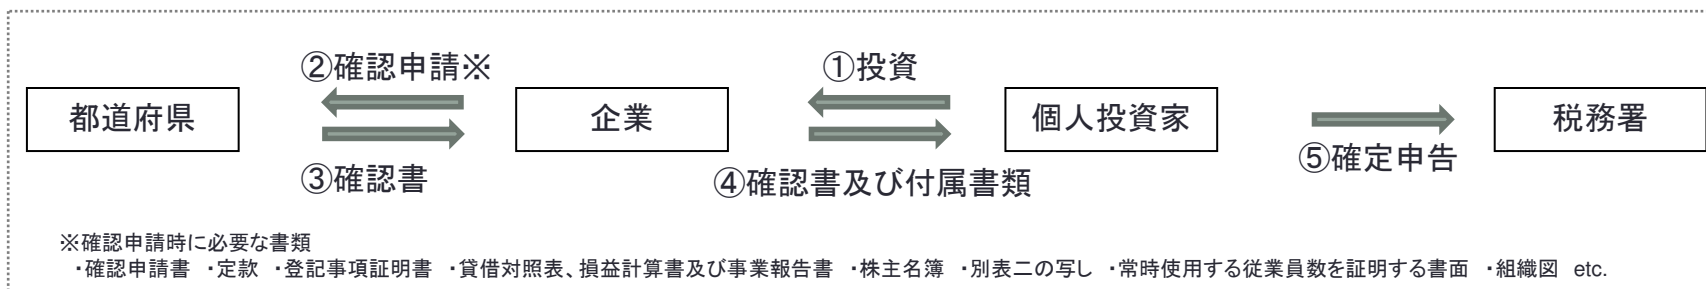 ②確認申請※
①投資
都道府県
企業
個人投資家
税務署
③確認書
④確認書及び付属書類
⑤確定申告
※確認申請時に必要な書類
・確認申請書 ・定款 ・登記事項証明書 ・貸借対照表、損益計算書及び事業報告書 ・株主名簿 ・別表二の写し ・常時使用する従業員数を証明する書面 ・組織図 etc.